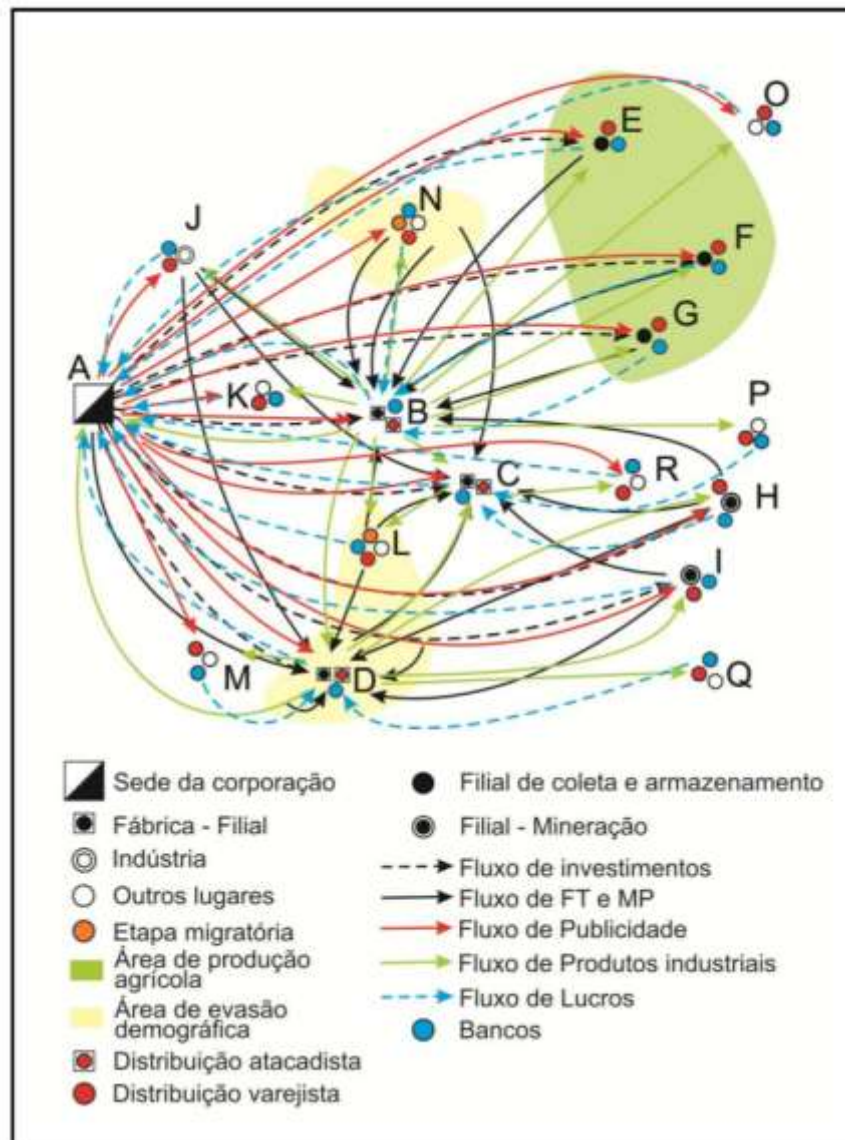 O
E
N
J
F
G
A
K
B
P
R
C
H
L
I
M
D
Q
Sede da corporação
Fábrica - Filial
Indústria
Outros lugares
Etapa migratória
Área de produção
agrícola
Área de evasão
demográfica
Distribuição atacadista
Distribuição varejista
Filial de coleta e armazenamento
Filial - Mineração
Fluxo de investimentos
Fluxo de FT e MP
Fluxo de Publicidade
Fluxo de Produtos industriais
Fluxo de Lucros
Bancos